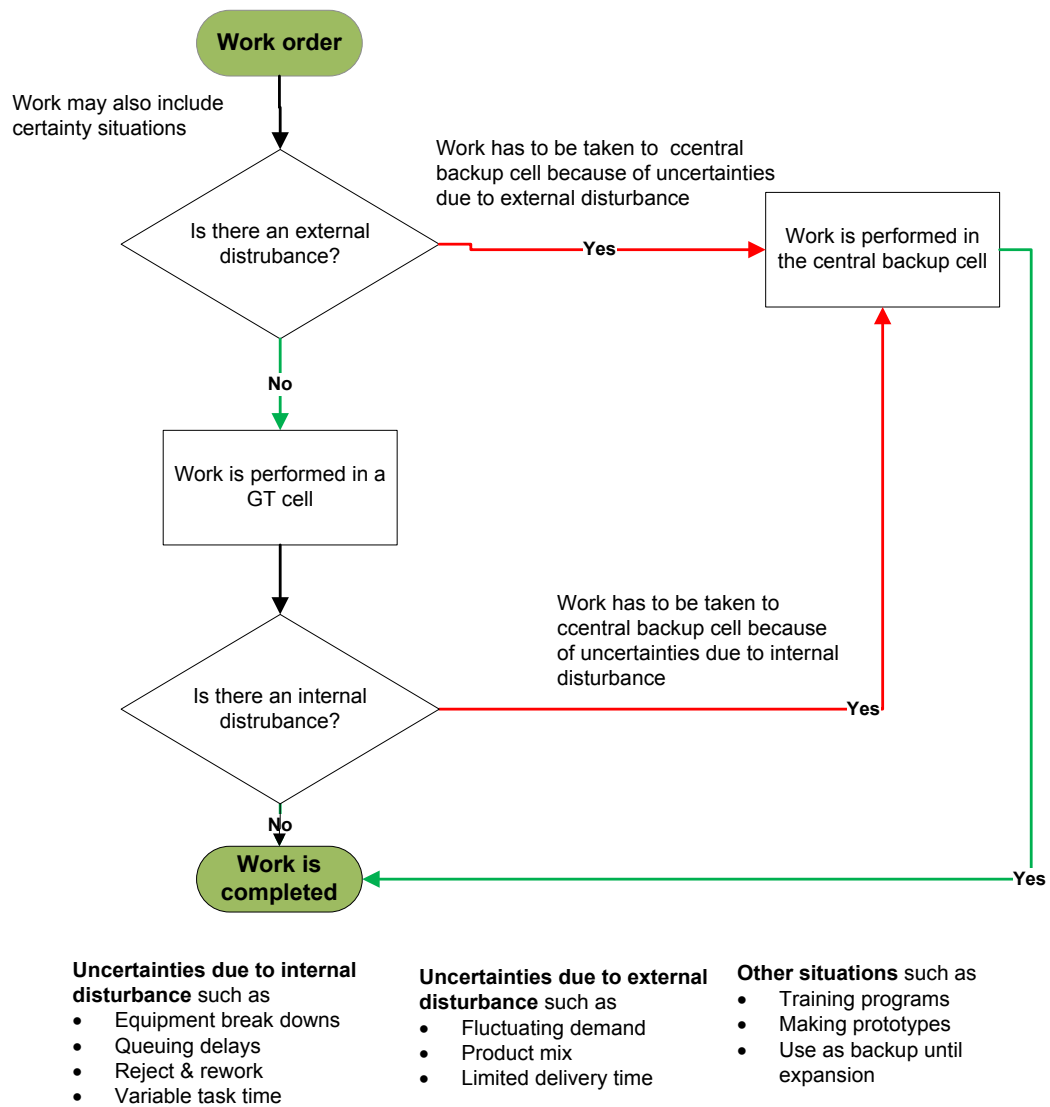 Work order
Work may also include
certainty situations
Work has to be taken to  ccentral
backup cell because of uncertainties
due to external disturbance
Is there an external
distrubance?
Yes
Work is performed in
the central backup cell
No
Work is performed in a
GT cell
Work has to be taken to
ccentral backup cell because
of uncertainties due to internal
disturbance
Is there an internal
distrubance?
Yes
No
Work is
completed
Yes
Uncertainties due to internal
disturbance such as
• Equipment break downs
• Queuing delays
• Reject & rework
• Variable task time
Uncertainties due to external
disturbance such as
• Fluctuating demand
• Product mix
• Limited delivery time
Other situations such as
• Training programs
• Making prototypes
• Use as backup until
expansion